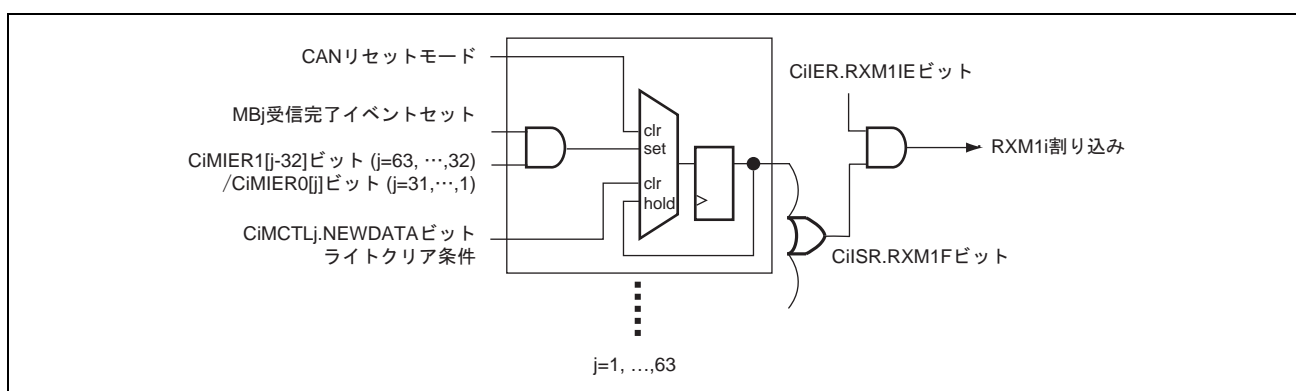 CANリセットモード
MBj受信完了イベントセット
CiMIER1[j-32]ビット (j=63, …,32)
/CiMIER0[j]ビット (j=31,…,1)
CiMCTLj.NEWDATAビット
ライトクリア条件
clr
set
clr
hold
CiIER.RXM1IEビット
RXM1i割り込み
CiISR.RXM1Fビット
j=1, …,63